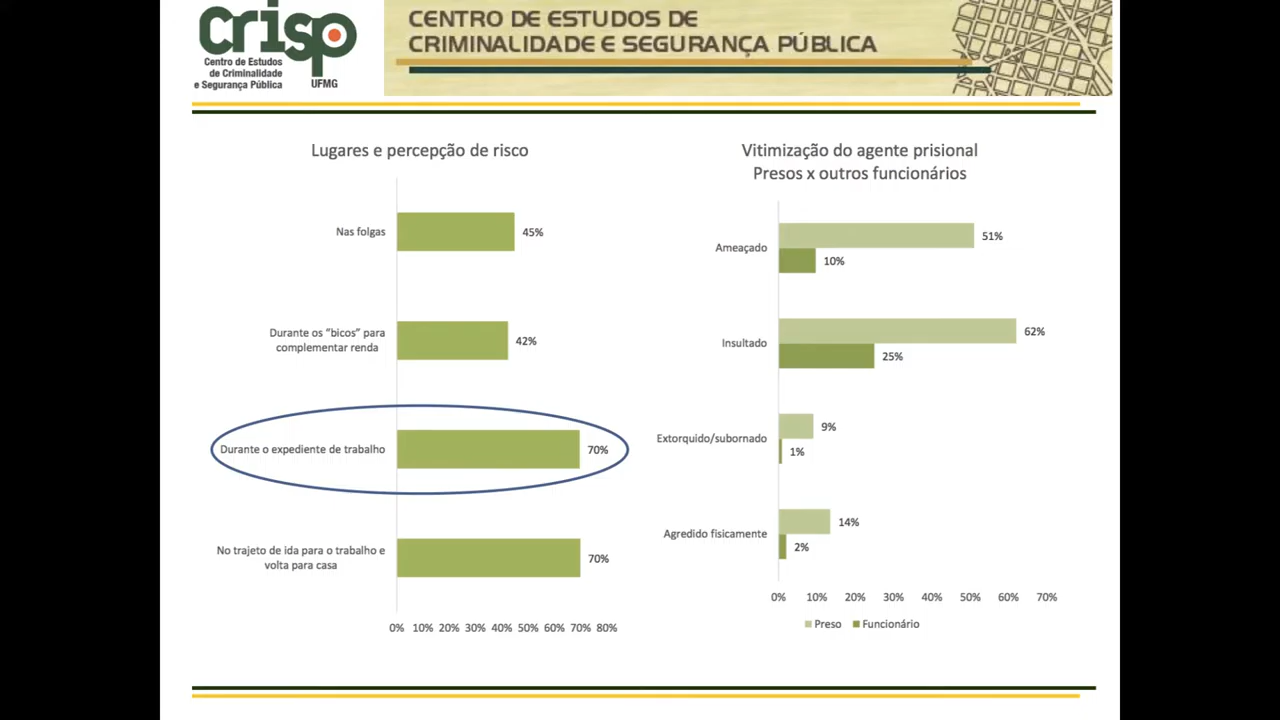 crisp
Centro de Estudos
de Criminalidade
e Segurança Pública
UFMG
CENTRO DE ESTUDOS DE
CRIMINALIDADE E SEGURANÇA PÚBLICA
Lugares e percepção de risco
Nas folgas
45%
Durante os “bicos” para
complementar renda
42%
Durante o expediente de trabalho
70%
No trajeto de ida para o trabalho e
volta para casa
70%
0% 10% 20% 30% 40% 50% 60% 70% 80%
Vitimização do agente prisional
Presos x outros funcionários
Ameaçado
51%
10%
Insultado
62%
25%
Extorquido/subornado
9%
1%
Agredido fisicamente
14%
2%
0% 10% 20% 30% 40% 50% 60% 70%
Preso Funcionário